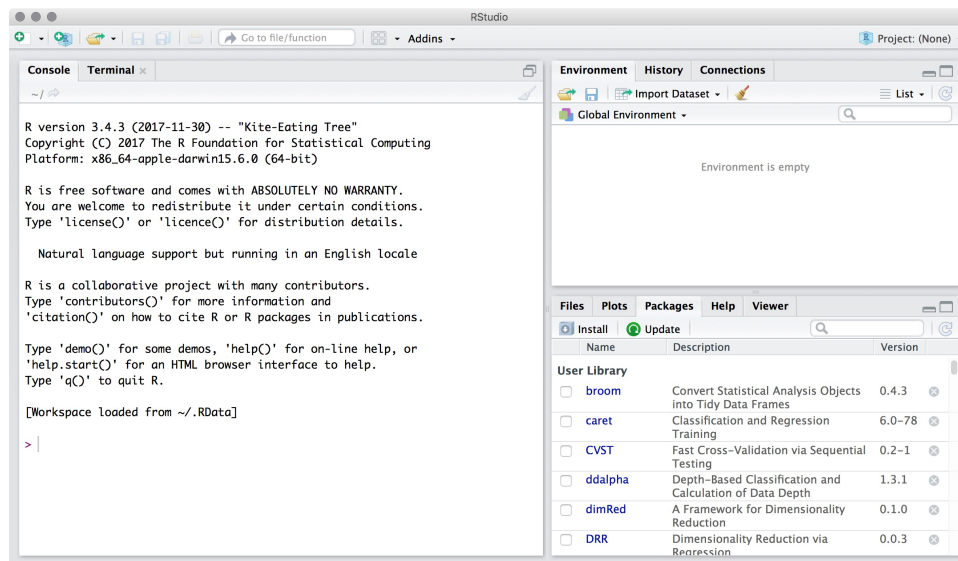 RStudio
Go to file/function
Addins
Project: (None)
Console Terminal
~/
R version 3.4.3 (2017-11-30) -- "Kite-Eating Tree"
Copyright (C) 2017 The R Foundation for Statistical Computing
Platform: x86_64-apple-darwin15.6.0 (64-bit)
R is free software and comes with ABSOLUTELY NO WARRANTY.
You are welcome to redistribute it under certain conditions.
Type 'license()' or 'licence()' for distribution details.
Natural language support but running in an English locale
R is a collaborative project with many contributors.
Type 'contributors()' for more information and
'citation()' on how to cite R or R packages in publications.
Type 'demo()' for some demos, 'help()' for on-line help, or
'help.start()' for an HTML browser interface to help.
Type 'q()' to quit R.
[Workspace loaded from ~/.RData]
>
Environment History Connections
Import Dataset List
Global Environment
Environment is empty
Files Plots Packages Help Viewer
Install Update
Name Description Version
User Library
broom Convert Statistical Analysis Objects 0.4.3
into Tidy Data Frames
caret Classification and Regression 6.0-78
Training
CVST Fast Cross-Validation via Sequential 0.2-1
Testing
ddalpha Depth-Based Classification and 1.3.1
Calculation of Data Depth
dimRed A Framework for Dimensionality 0.1.0
Reduction
DRR Dimensionality Reduction via 0.0.3
Regression